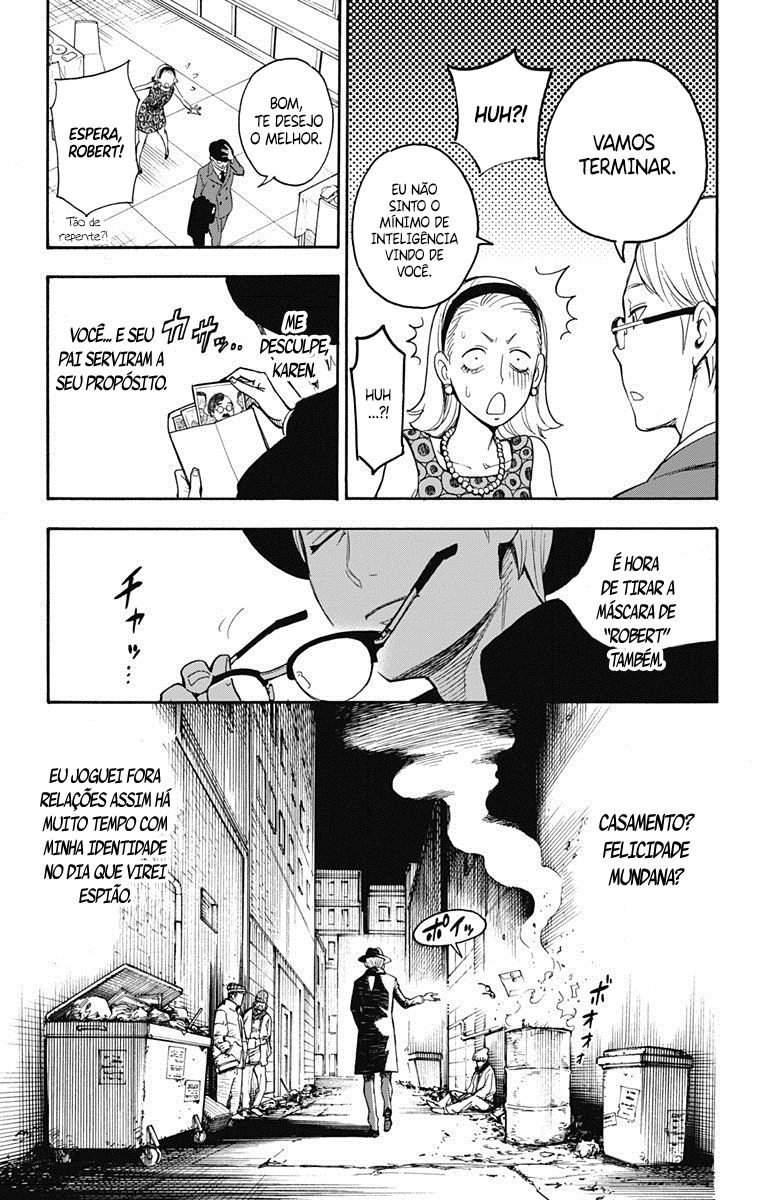 VAMOS
TERMINAR.
HUH?!
EU NÃO
SINTO O
MÍNIMO DE
INTELIGÊNCIA
VINDO DE
VOCÊ.
HUH
...?!
BOM,
TE DESEJO
O MELHOR.
ESPERA,
ROBERT!
Tão de
repente?!
ME
DESCULPE,
KAREN.
ガサッ..
VOCÊ... E SEU
PAI SERVIRAM A
SEU PROPÓSITO.
É HORA
DE TIRAR A
MÁSCARA DE
"ROBERT"
TAMBÉM.
チャッ...
CASAMENTO?
FELICIDADE
MUNDANA?
EU JOGUEI FORA
RELAÇÕES ASSIM HÁ
MUITO TEMPO COM
MINHA IDENTIDADE
NO DIA QUE VIREI
ESPIÃO.
ポイッ
ボオオオ